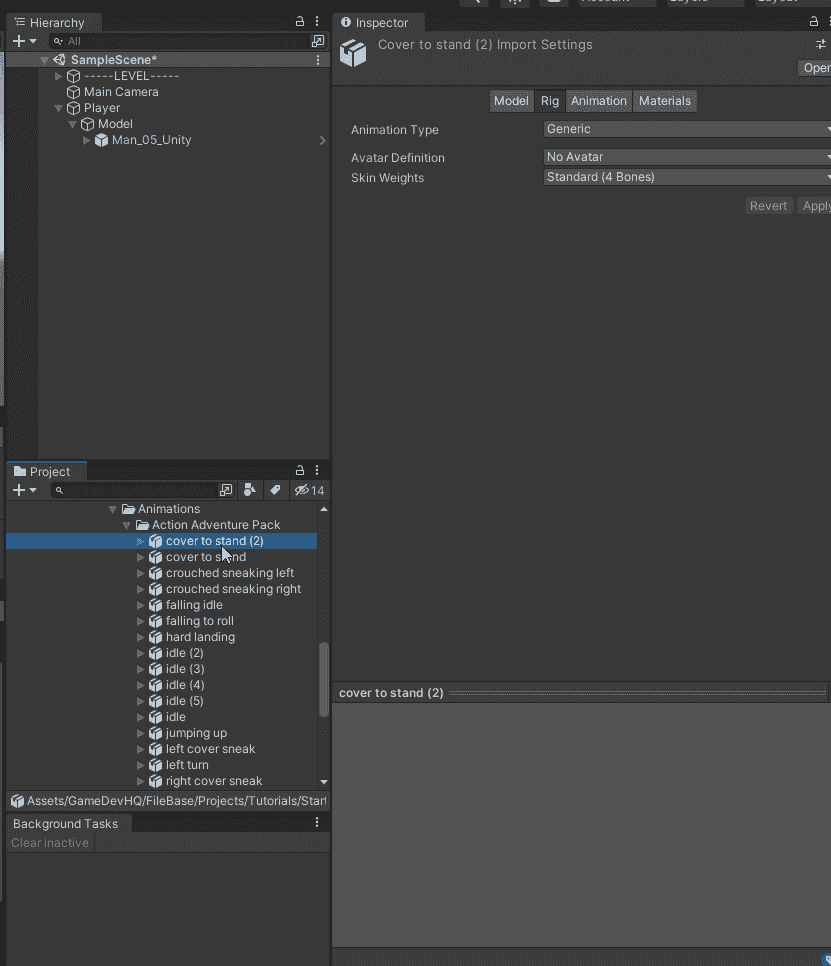 Hierarchy
All
SampleScene*
-----LEVEL-----
Main Camera
Player
Model
Man_05_Unity
Project
14
Animations
Action Adventure Pack
cover to stand (2)
cover to stand
crouched sneaking left
crouched sneaking right
falling idle
falling to roll
hard landing
idle (2)
idle (3)
idle (4)
idle (5)
idle
jumping up
left cover sneak
left turn
right cover sneak
Assets/GameDevHQ/FileBase/Projects/Tutorials/Start
Background Tasks
Clear inactive
Inspector
Cover to stand (2) Import Settings
Open
Model Rig Animation Materials
Animation Type Generic
Avatar Definition No Avatar
Skin Weights Standard (4 Bones)
Revert Apply
cover to stand (2)